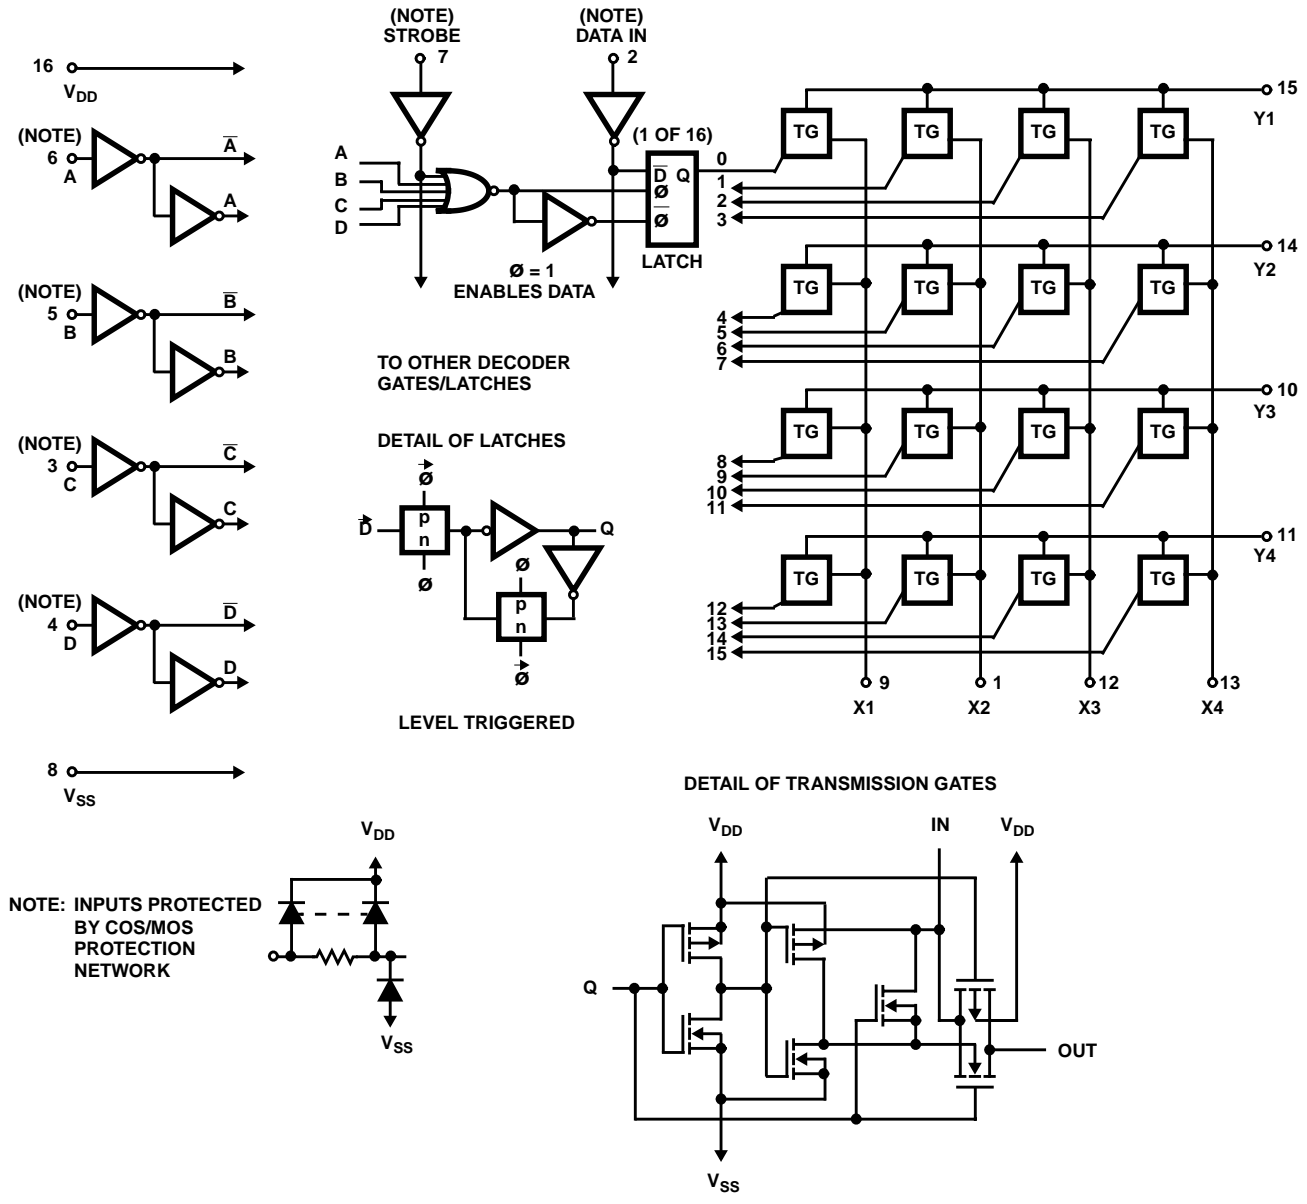 (NOTE)
STROBE
7
(NOTE)
DATA IN
2
16
VDD
(NOTE)
6
A
A̅
A
(NOTE)
5
B
B̅
B
(NOTE)
3
C
C̅
C
(NOTE)
4
D
D̅
D
8
VSS
A
B
C
D
(1 OF 16)
D̅ Q
Ø
Ø̅
LATCH
Ø = 1
ENABLES DATA
TO OTHER DECODER
GATES/LATCHES
0
1
2
3
TG TG TG TG
15
Y1
4
5
6
7
TG TG TG TG
14
Y2
8
9
10
11
TG TG TG TG
10
Y3
12
13
14
15
TG TG TG TG
11
Y4
9
X1
1
X2
12
X3
13
X4
DETAIL OF LATCHES
Ø⃗
D⃗
p
n
Ø
Q
Ø
p
n
Ø⃗
LEVEL TRIGGERED
NOTE: INPUTS PROTECTED
BY COS/MOS
PROTECTION
NETWORK
VDD
VSS
DETAIL OF TRANSMISSION GATES
VDD
IN
VDD
Q
OUT
VSS